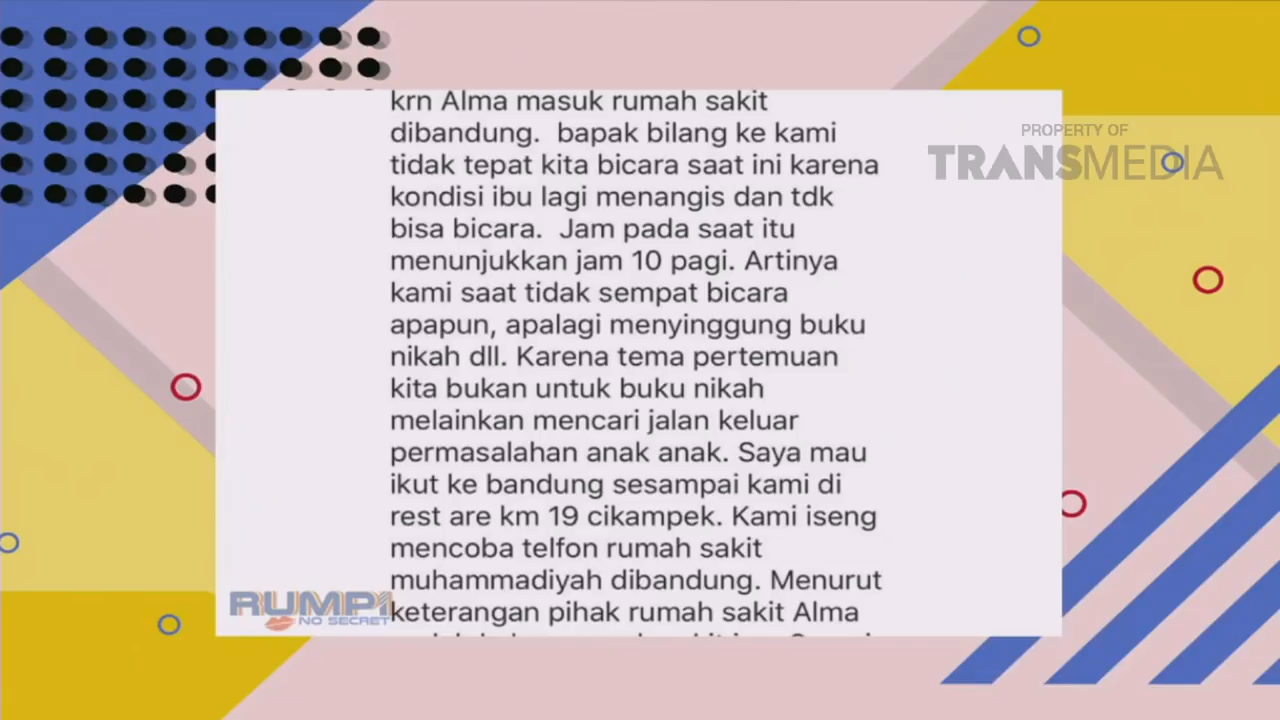 krn Alma masuk rumah sakit
dibandung.  bapak bilang ke kami
tidak tepat kita bicara saat ini karena
kondisi ibu lagi menangis dan tdk
bisa bicara.  Jam pada saat itu
menunjukkan jam 10 pagi. Artinya
kami saat tidak sempat bicara
apapun, apalagi menyinggung buku
nikah dll. Karena tema pertemuan
kita bukan untuk buku nikah
melainkan mencari jalan keluar
permasalahan anak anak. Saya mau
ikut ke bandung sesampai kami di
rest are km 19 cikampek. Kami iseng
mencoba telfon rumah sakit
muhammadiyah dibandung. Menurut
keterangan pihak rumah sakit Alma
PROPERTY OF
TRANSMEDIA
RUMPI
NO SECRET